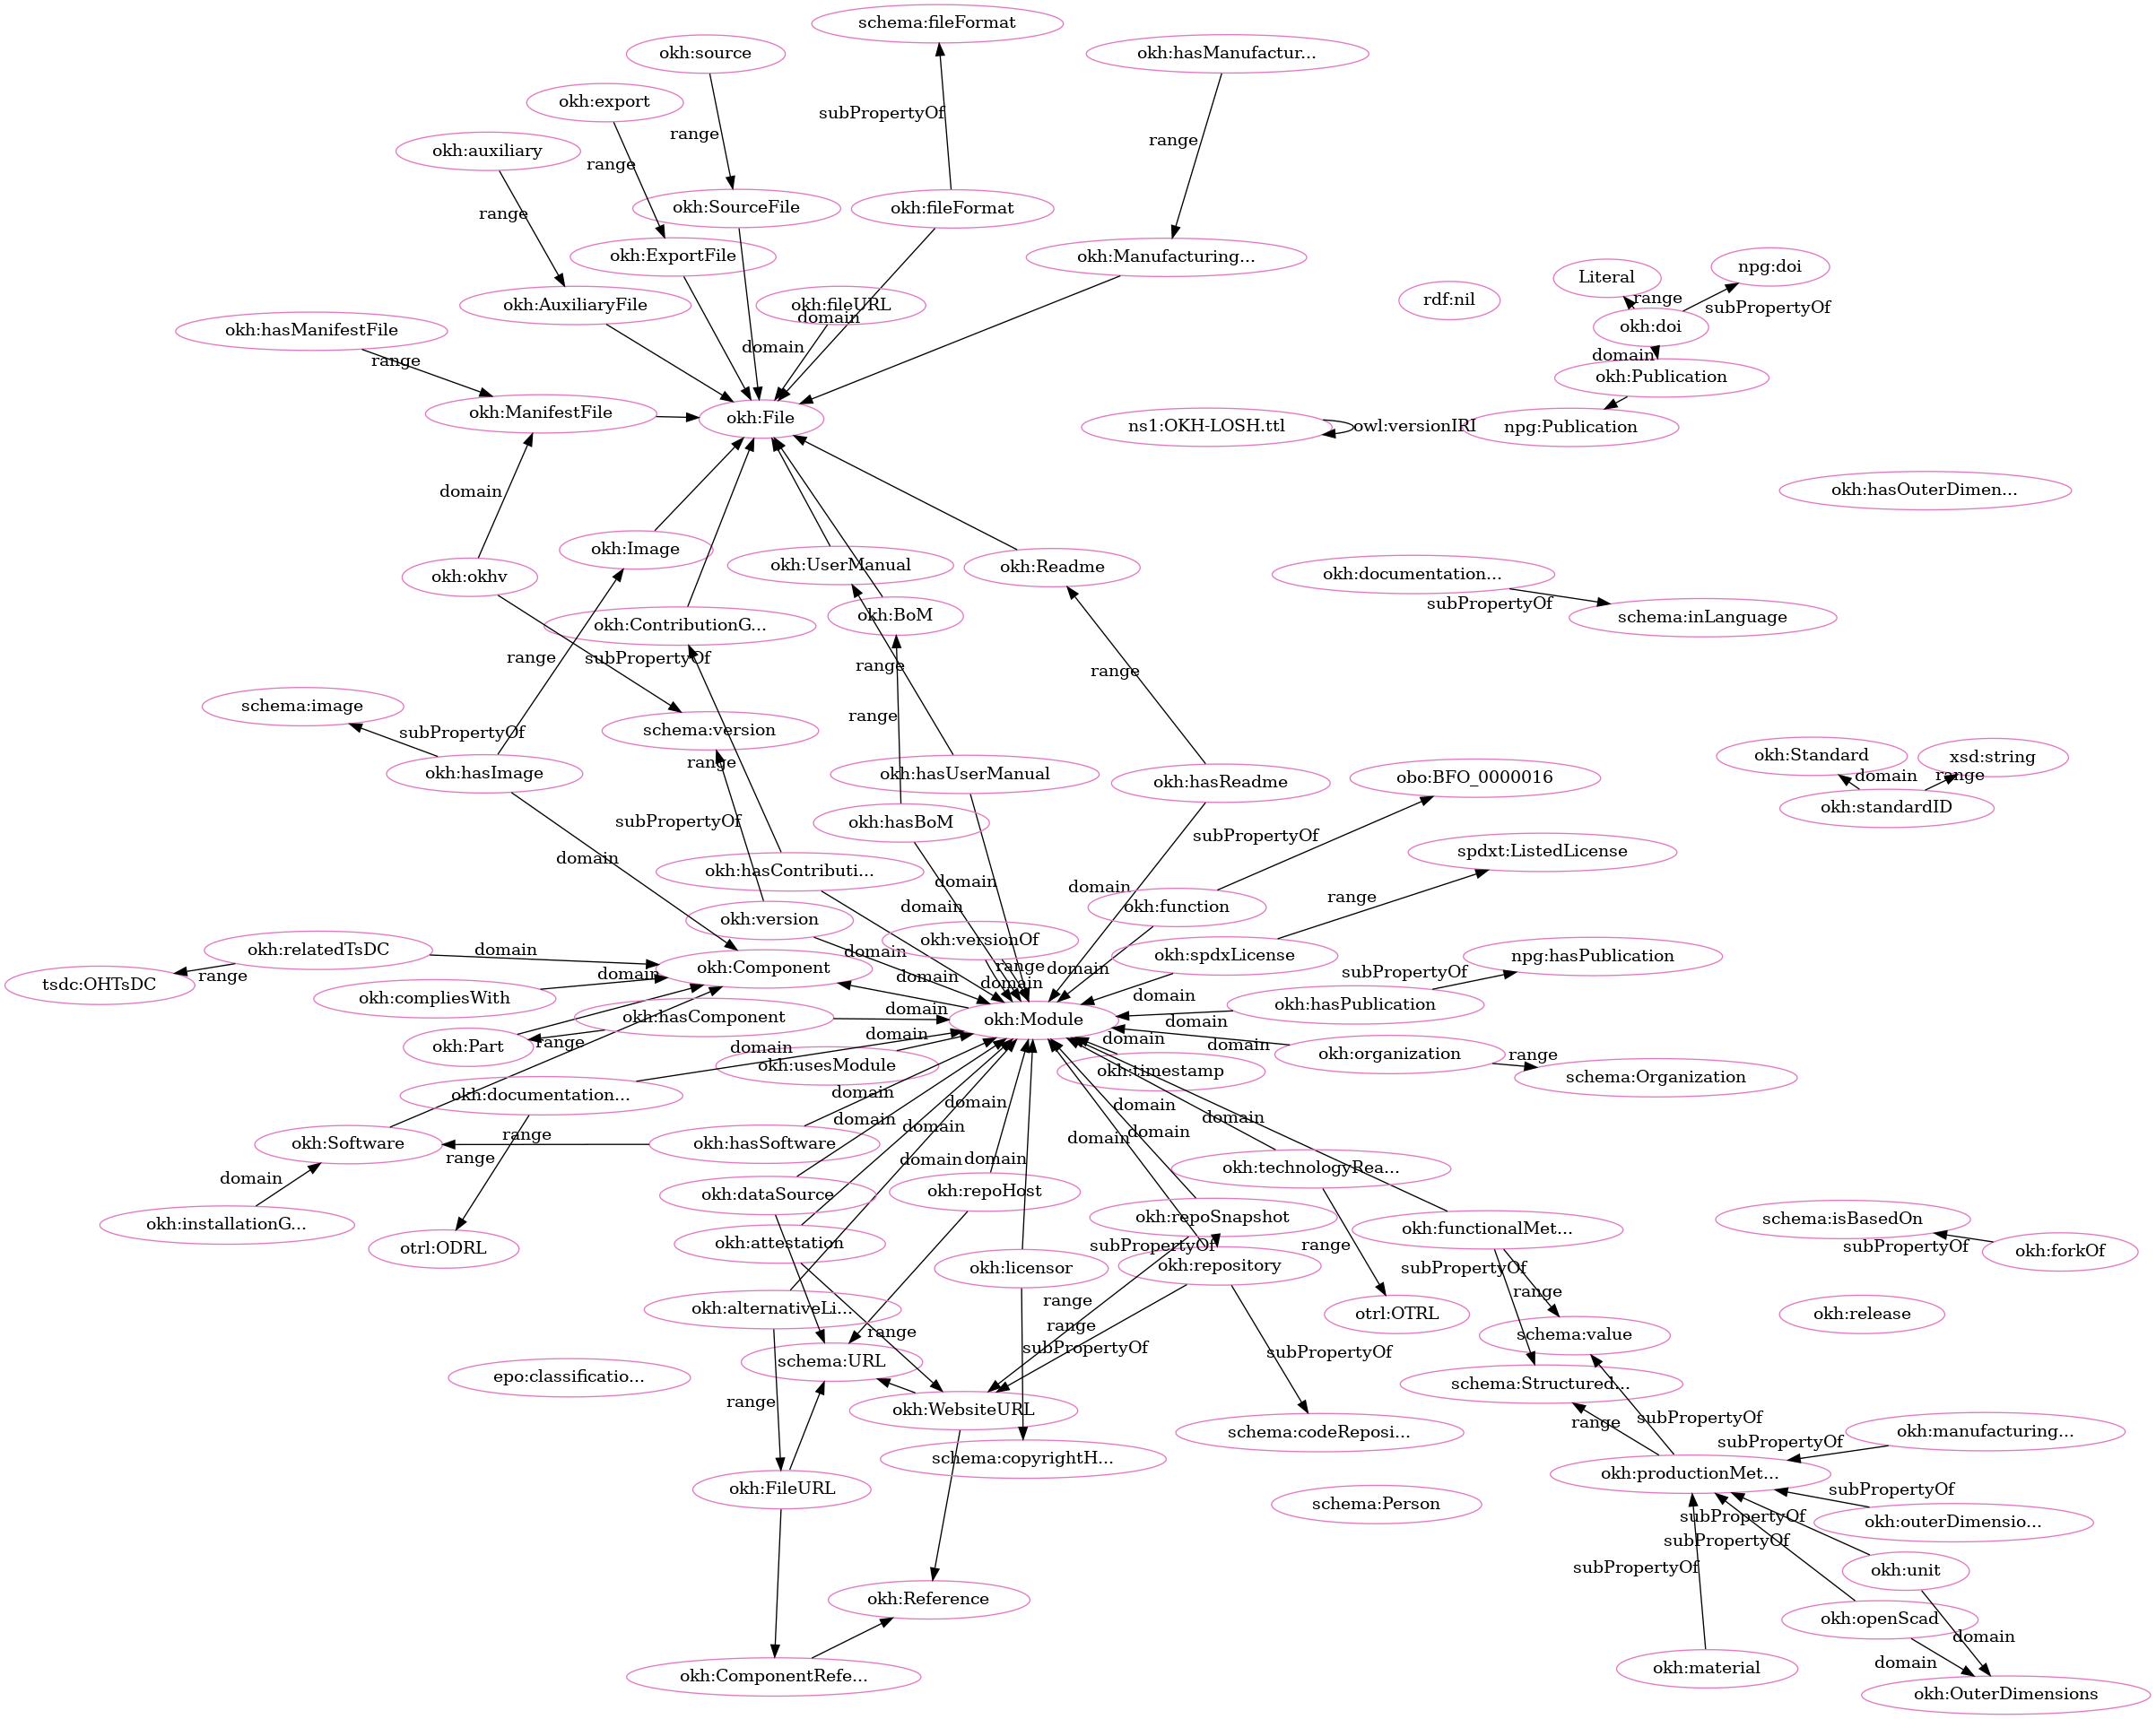 schema:fileFormat
okh:source
okh:hasManufactur...
okh:export
subPropertyOf
range
range
okh:auxiliary
range
okh:SourceFile
okh:fileFormat
range
okh:ExportFile
okh:Manufacturing...
npg:doi
Literal
okh:AuxiliaryFile
okh:fileURL
rdf:nil
range
subPropertyOf
domain
okh:doi
okh:hasManifestFile
domain
domain
range
okh:Publication
okh:ManifestFile
okh:File
ns1:OKH-LOSH.ttl
owl:versionIRI
npg:Publication
domain
okh:hasOuterDimen...
okh:Image
okh:UserManual
okh:Readme
okh:okhv
okh:documentation...
subPropertyOf
schema:inLanguage
okh:BoM
okh:ContributionG...
range
subPropertyOf
range
range
schema:image
range
subPropertyOf
schema:version
okh:Standard
xsd:string
range
okh:hasImage
okh:hasUserManual
okh:hasReadme
obo:BFO_0000016
domain
range
okh:standardID
subPropertyOf
okh:hasBoM
subPropertyOf
domain
okh:hasContributi...
domain
domain
spdxt:ListedLicense
range
okh:version
domain
okh:function
okh:relatedTsDC
domain
domain
okh:versionOf
okh:spdxLicense
npg:hasPublication
tsdc:OHTsDC
range
domain
okh:Component
domain
range
domain
subPropertyOf
okh:compliesWith
domain
domain
okh:hasPublication
okh:hasComponent
domain
okh:Module
domain
okh:Part
range
domain
domain
domain
domain
okh:organization
range
okh:usesModule
okh:timestamp
schema:Organization
okh:documentation...
domain
domain
domain
domain
domain
domain
domain
domain
okh:Software
range
okh:hasSoftware
range
domain
domain
domain
okh:technologyRea...
domain
okh:dataSource
okh:repoHost
okh:installationG...
okh:repoSnapshot
okh:functionalMet...
schema:isBasedOn
otrl:ODRL
okh:attestation
subPropertyOf
range
subPropertyOf
okh:forkOf
okh:licensor
okh:repository
subPropertyOf
range
okh:alternativeLi...
range
otrl:OTRL
okh:release
range
range
schema:value
subPropertyOf
subPropertyOf
schema:URL
epo:classificatio...
schema:Structured...
range
okh:WebsiteURL
range
subPropertyOf
schema:codeReposi...
okh:manufacturing...
subPropertyOf
schema:copyrightH...
okh:productionMet...
okh:FileURL
subPropertyOf
schema:Person
subPropertyOf
okh:outerDimensio...
subPropertyOf
subPropertyOf
okh:unit
okh:Reference
okh:openScad
domain
okh:ComponentRefe...
okh:material
domain
okh:OuterDimensions